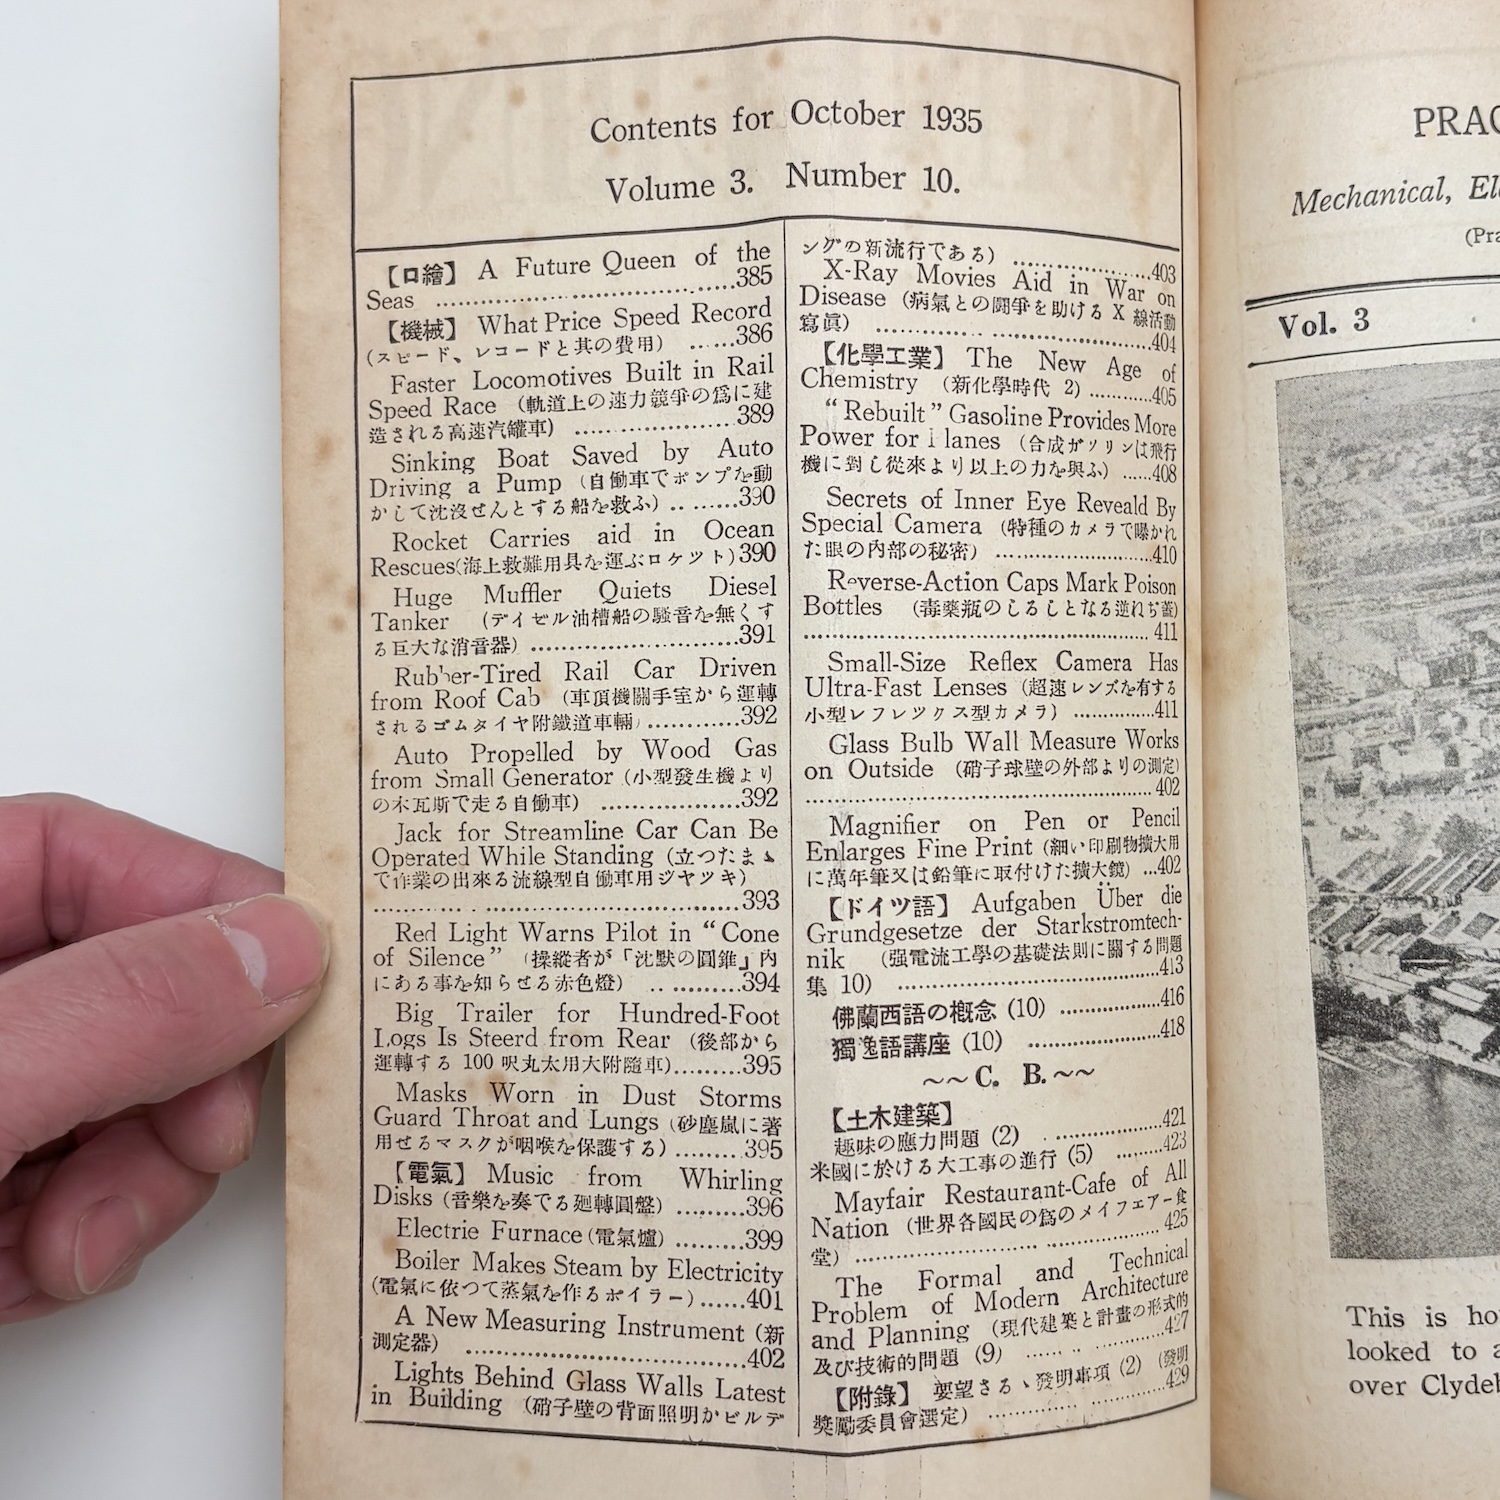 Contents for October 1935
Volume 3. Number 10.
【口繪】 A Future Queen of the
Seas ..............................385
【機械】 What Price Speed Record
(スピード、レコードと其の費用) ......386
Faster Locomotives Built in Rail
Speed Race (軌道上の速力競爭の爲に建
造される高速汽罐車) ..................389
Sinking Boat Saved by Auto
Driving a Pump (自働車でポンプを動
かして沈沒せんとする船を救ふ) .. ......390
Rocket Carries aid in Ocean
Rescues(海上救難用具を運ぶロケツト)390
Huge Muffler Quiets Diesel
Tanker (デイゼル油槽船の騒音を無くす
る巨大な消音器) ........................391
Rubber-Tired Rail Car Driven
from Roof Cab (車頂機關手室から運轉
されるゴムタイヤ附鐵道車輛) ............392
Auto Propelled by Wood Gas
from Small Generator (小型發生機より
の木瓦斯で走る自働車) ..................392
Jack for Streamline Car Can Be
Operated While Standing (立つたまゝ
で作業の出來る流線型自働車用ジヤツキ)
..........................................393
Red Light Warns Pilot in “Cone
of Silence” (操縱者が「沈默の圓錐」内
にある事を知らせる赤色燈) .. ..........394
Big Trailer for Hundred-Foot
Logs Is Steerd from Rear (後部から
運轉する 100 呎丸太用大附隨車).........395
Masks Worn in Dust Storms
Guard Throat and Lungs (砂塵嵐に著
用せるマスクが咽喉を保護する) .........395
【電氣】 Music from Whirling
Disks (音樂を奏でる廻轉圓盤) .........396
Electrie Furnace (電氣爐) .........399
Boiler Makes Steam by Electricity
(電氣に依つて蒸氣を作るボイラー) ......401
A New Measuring Instrument (新
測定器) ..............................402
Lights Behind Glass Walls Latest
in Building (硝子壁の背面照明がビルデ
ングの新流行である) ..................403
X-Ray Movies Aid in War on
Disease (病氣との鬪爭を助ける X 線活動
寫眞) ..............................404
【化學工業】 The New Age of
Chemistry (新化學時代 2) ...........405
“Rebuilt” Gasoline Provides More
Power for lanes (合成ガソリンは飛行
機に對し從來より以上の力を與ふ) ......408
Secrets of Inner Eye Reveald By
Special Camera (特種のカメラで曝かれ
た眼の内部の秘密) .....................410
Reverse-Action Caps Mark Poison
Bottles (毒藥瓶のしるしとなる逆ねぢ蓋)
.......................................... 411
Small-Size Reflex Camera Has
Ultra-Fast Lenses (超速レンズを有する
小型レフレツクス型カメラ) ...............411
Glass Bulb Wall Measure Works
on Outside (硝子球壁の外部よりの測定)
.......................................... 402
Magnifier on Pen or Pencil
Enlarges Fine Print (細い印刷物擴大用
に萬年筆又は鉛筆に取付けた擴大鏡) ...402
【ドイツ語】 Aufgaben Über die
Grundgesetze der Starkstromtech-
nik (强電流工學の基礎法則に關する問題
集 10) ..............................413
佛蘭西語の概念 (10) ..................416
獨逸語講座 (10) .....................418
~~ C. B. ~~
【土木建築】
趣味の應力問題 (2) ..................421
米國に於ける大工事の進行 (5) .........423
Mayfair Restaurant-Cafe of All
Nation (世界各國民の爲のメイフエアー食
堂) ..............................425
The Formal and Technical
Problem of Modern Architecture
and Planning (現代建築と計畫の形式的
及び技術的問題 (9) ..................427
【附錄】 要望さるゝ發明事項 (2) (發明
奬勵委員會選定) ..................429
PRAC
Mechanical, Ele
(Pra
Vol. 3
This is ho
looked to a
over Clydeb